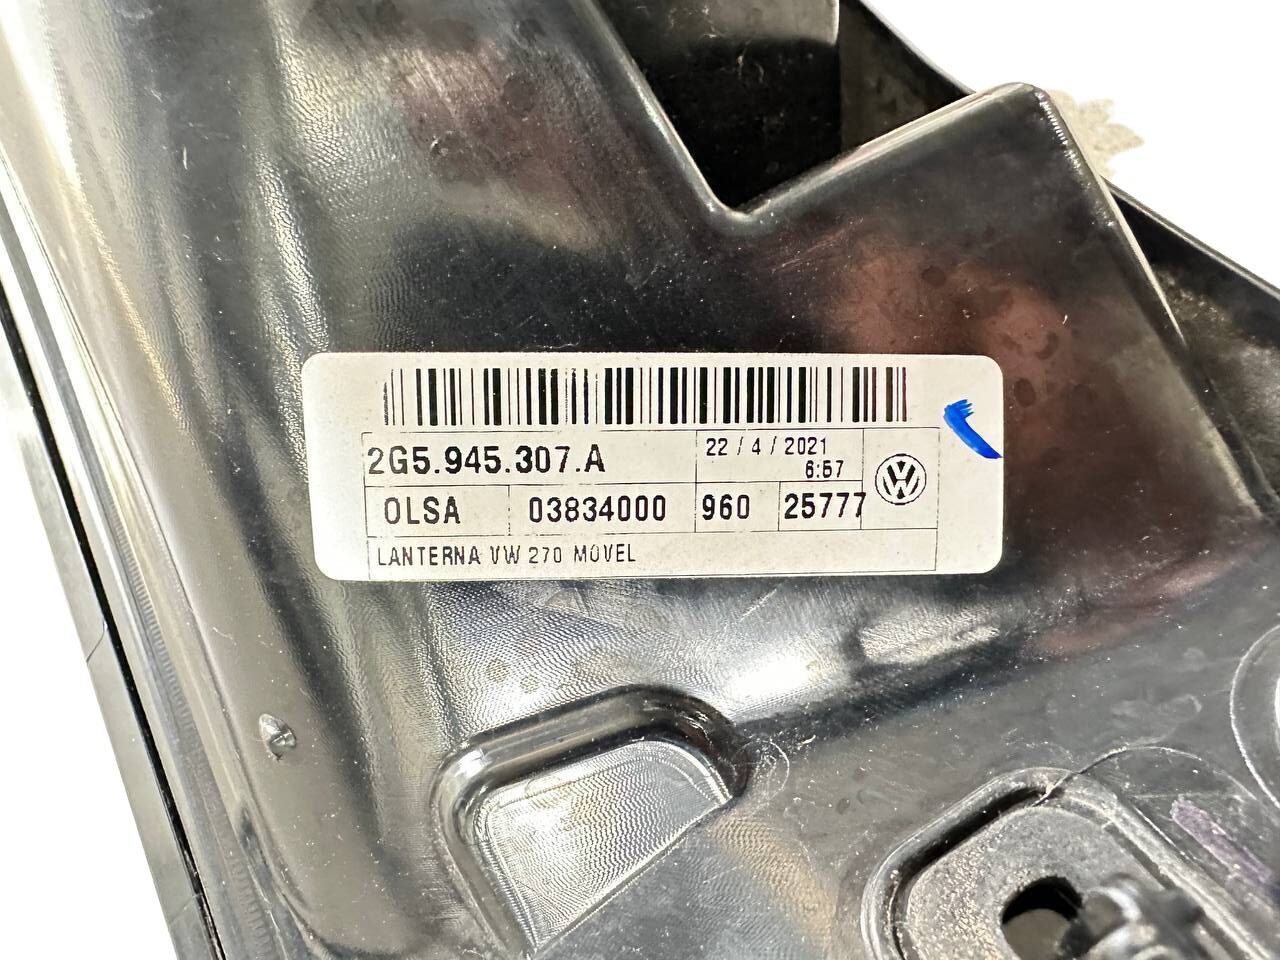 2G5.945.307.A
22 / 4 / 2021
6:57
OLSA 03834000 960 25777
LANTERNA VW 270 MOVEL